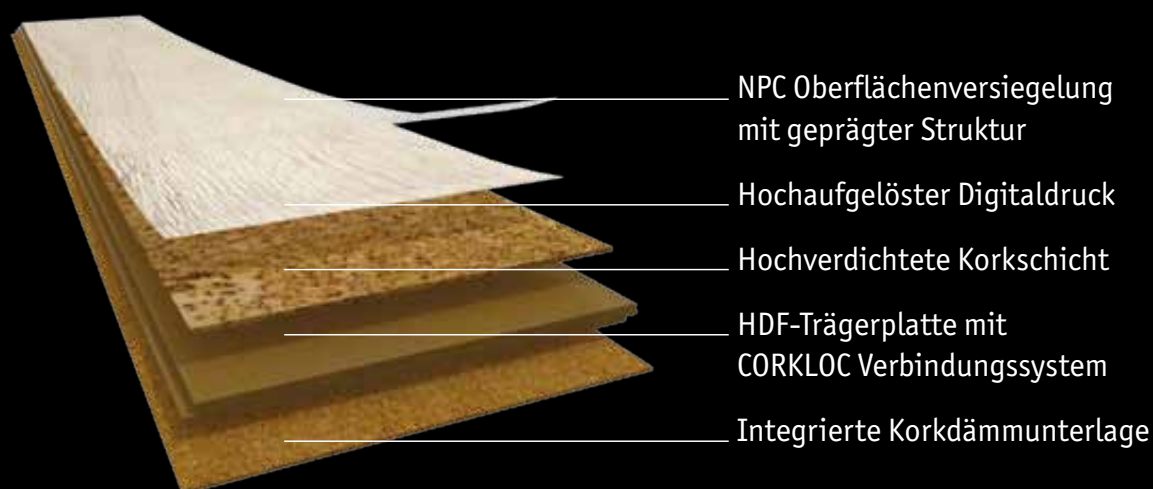 NPC Oberflächenversiegelung
mit geprägter Struktur
Hochaufgelöster Digitaldruck
Hochverdichtete Korkschicht
HDF-Trägerplatte mit
CORKLOC Verbindungssystem
Integrierte Korkdämmunterlage